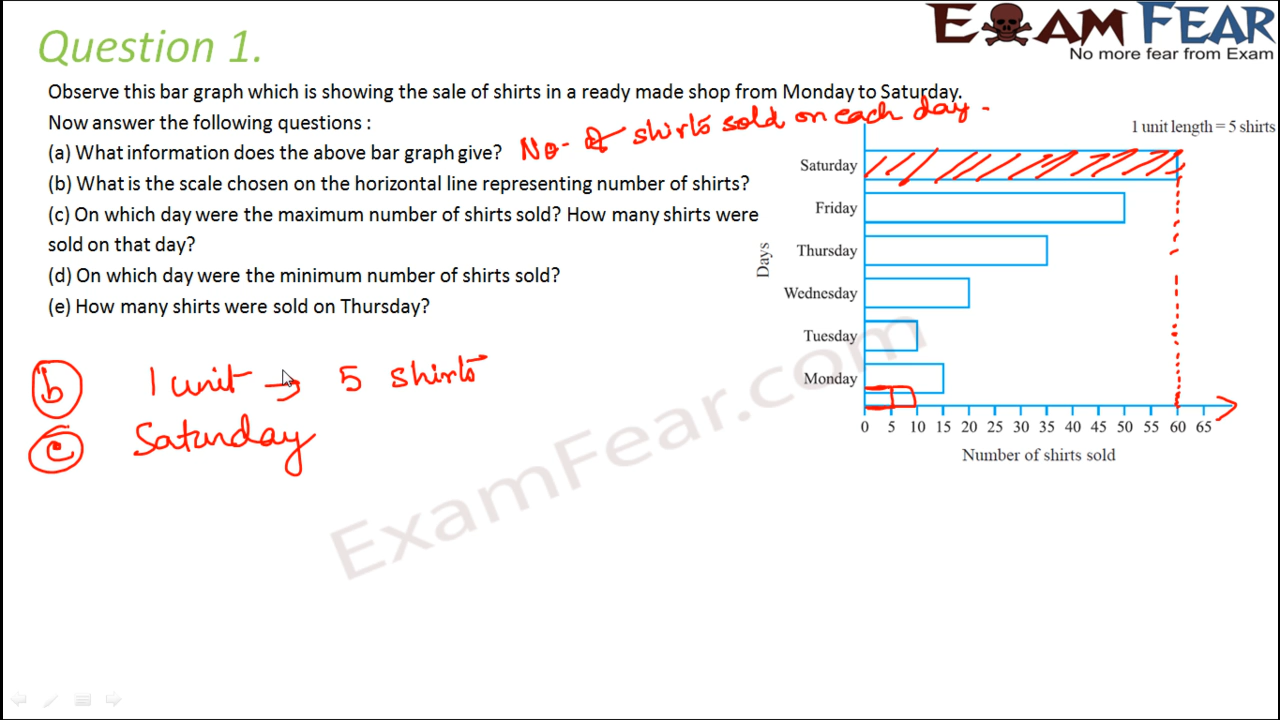 Question 1.
EXAM FEAR
No more fear from Exam
Observe this bar graph which is showing the sale of shirts in a ready made shop from Monday to Saturday.
Now answer the following questions :
(a) What information does the above bar graph give? No. of shirts sold on each day.
(b) What is the scale chosen on the horizontal line representing number of shirts?
(c) On which day were the maximum number of shirts sold? How many shirts were
sold on that day?
(d) On which day were the minimum number of shirts sold?
(e) How many shirts were sold on Thursday?
b 1 unit → 5 shirts
c Saturday
1 unit length = 5 shirts
Days
Saturday
Friday
Thursday
Wednesday
Tuesday
Monday
0 5 10 15 20 25 30 35 40 45 50 55 60 65
Number of shirts sold
ExamFear.com